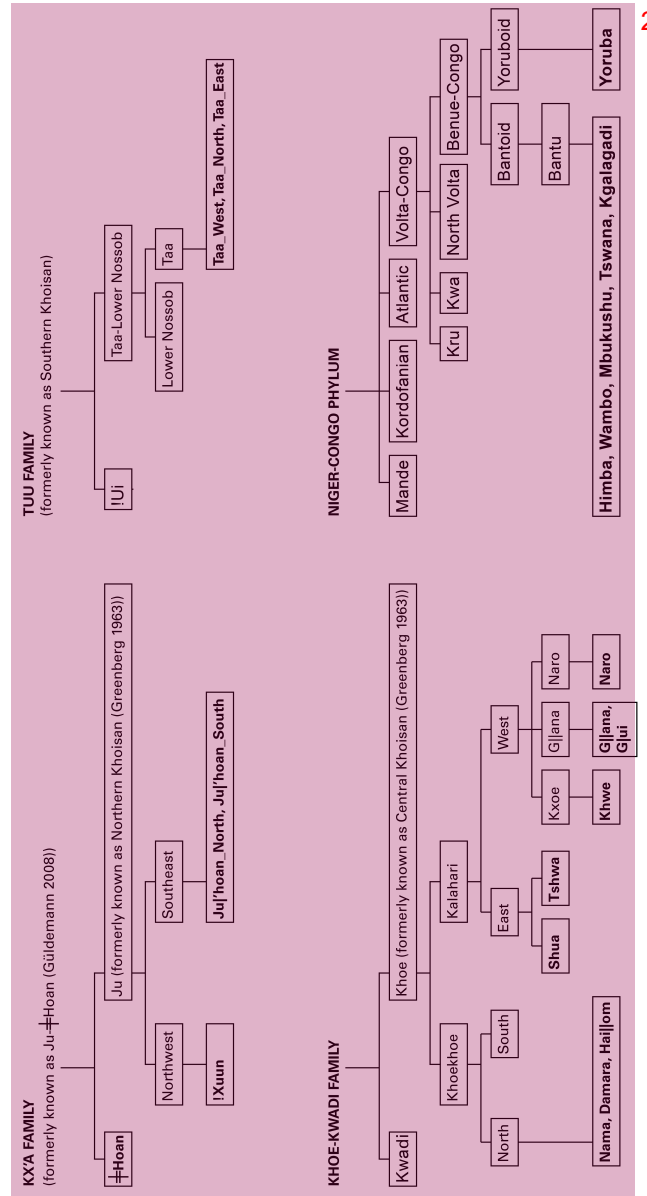 KX'A FAMILY
(formerly known as Ju-ǂHoan (Güldemann 2008))
ǂHoan
Ju (formerly known as Northern Khoisan (Greenberg 1963))
Northwest
Southeast
!Xuun
Ju|'hoan_North, Ju|'hoan_South
TUU FAMILY
(formerly known as Southern Khoisan)
!Ui
Taa-Lower Nossob
Lower Nossob
Taa
Taa_West, Taa_North, Taa_East
KHOE-KWADI FAMILY
Kwadi
Khoe (formerly known as Central Khoisan (Greenberg 1963))
Khoekhoe
Kalahari
North
South
East
West
Shua
Tshwa
Kxoe
G||ana
Naro
Nama, Damara, Hai||om
Khwe
G||ana,
G|ui
Naro
NIGER-CONGO PHYLUM
Mande
Kordofanian
Atlantic
Volta-Congo
Kru
Kwa
North Volta
Benue-Congo
Bantoid
Yoruboid
Bantu
Himba, Wambo, Mbukushu, Tswana, Kgalagadi
Yoruba